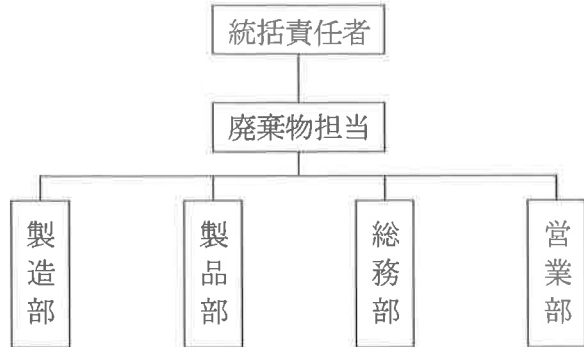 統括責任者
廃棄物担当
製造部
製品部
総務部
営業部